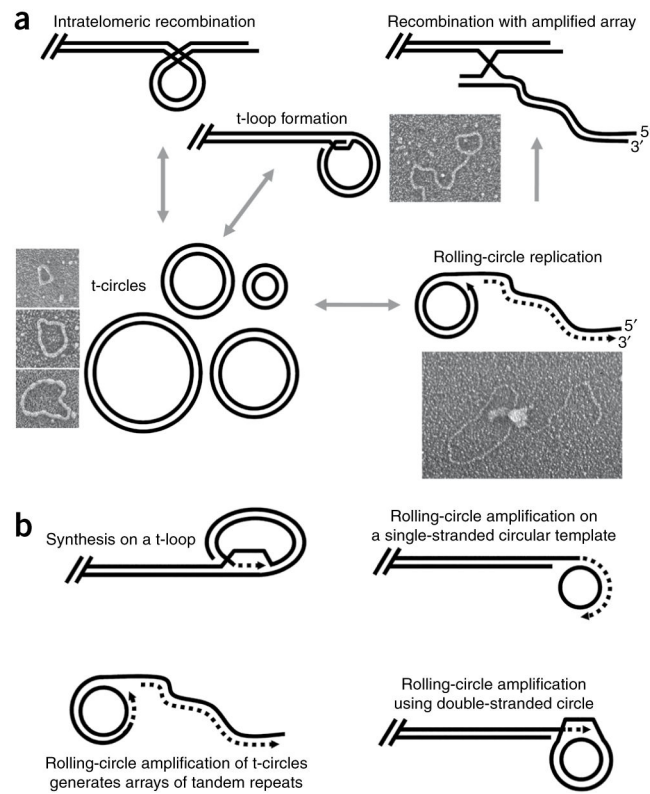 a
Intratelomeric recombination
Recombination with amplified array
t-loop formation
5
3′
t-circles
Rolling-circle replication
5′
3′
b
Synthesis on a t-loop
Rolling-circle amplification on
a single-stranded circular template
Rolling-circle amplification of t-circles
generates arrays of tandem repeats
Rolling-circle amplification
using double-stranded circle